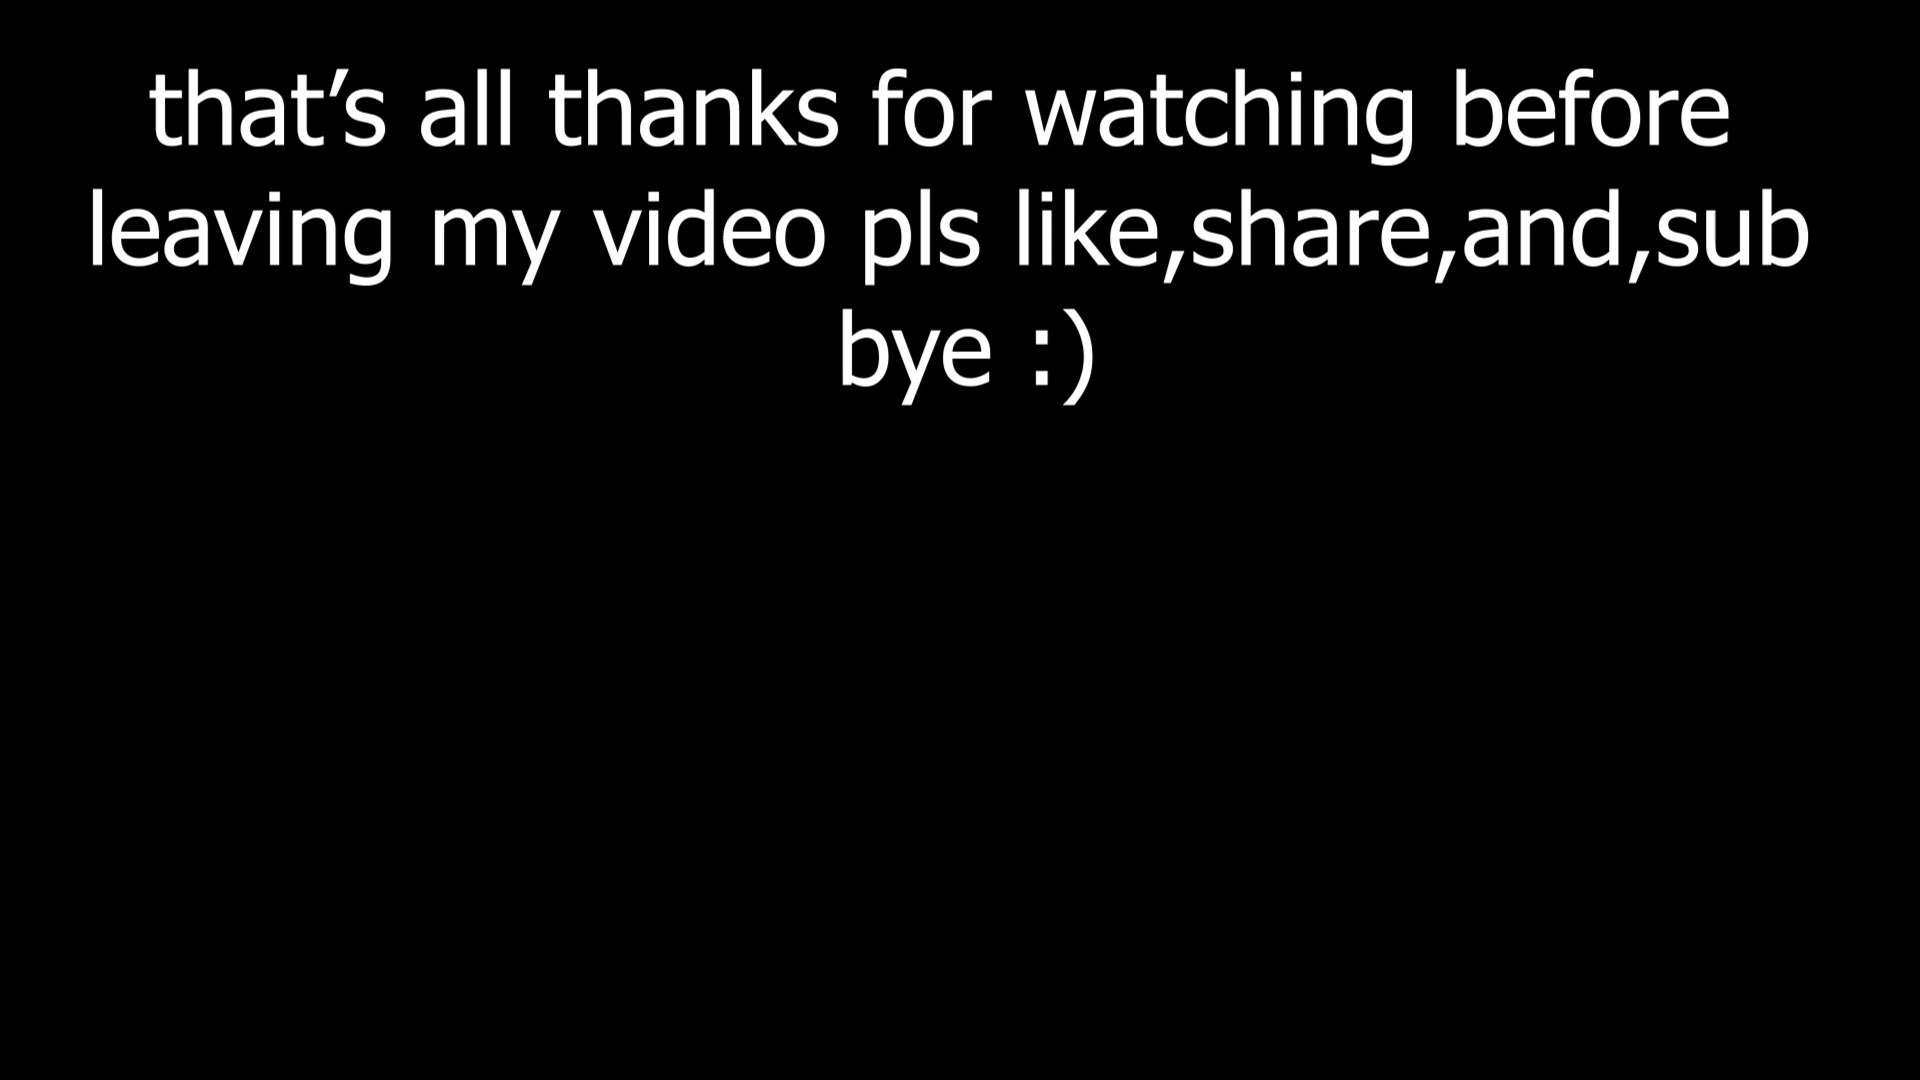 that’s all thanks for watching before
leaving my video pls like,share,and,sub
bye :)